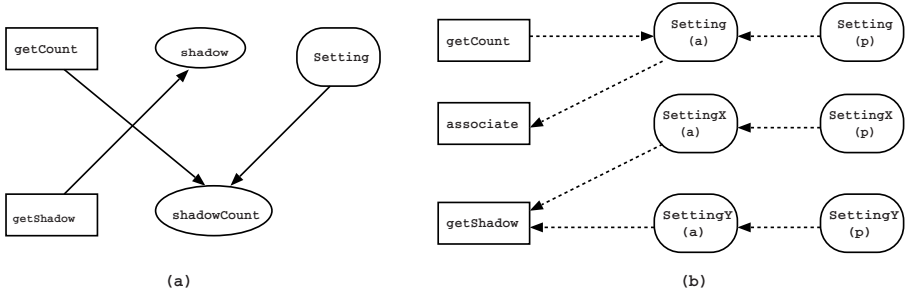 getCount
shadow
Setting
getShadow
shadowCount
(a)
getCount
Setting
(a)
Setting
(p)
associate
SettingX
(a)
SettingX
(p)
getShadow
SettingY
(a)
SettingY
(p)
(b)